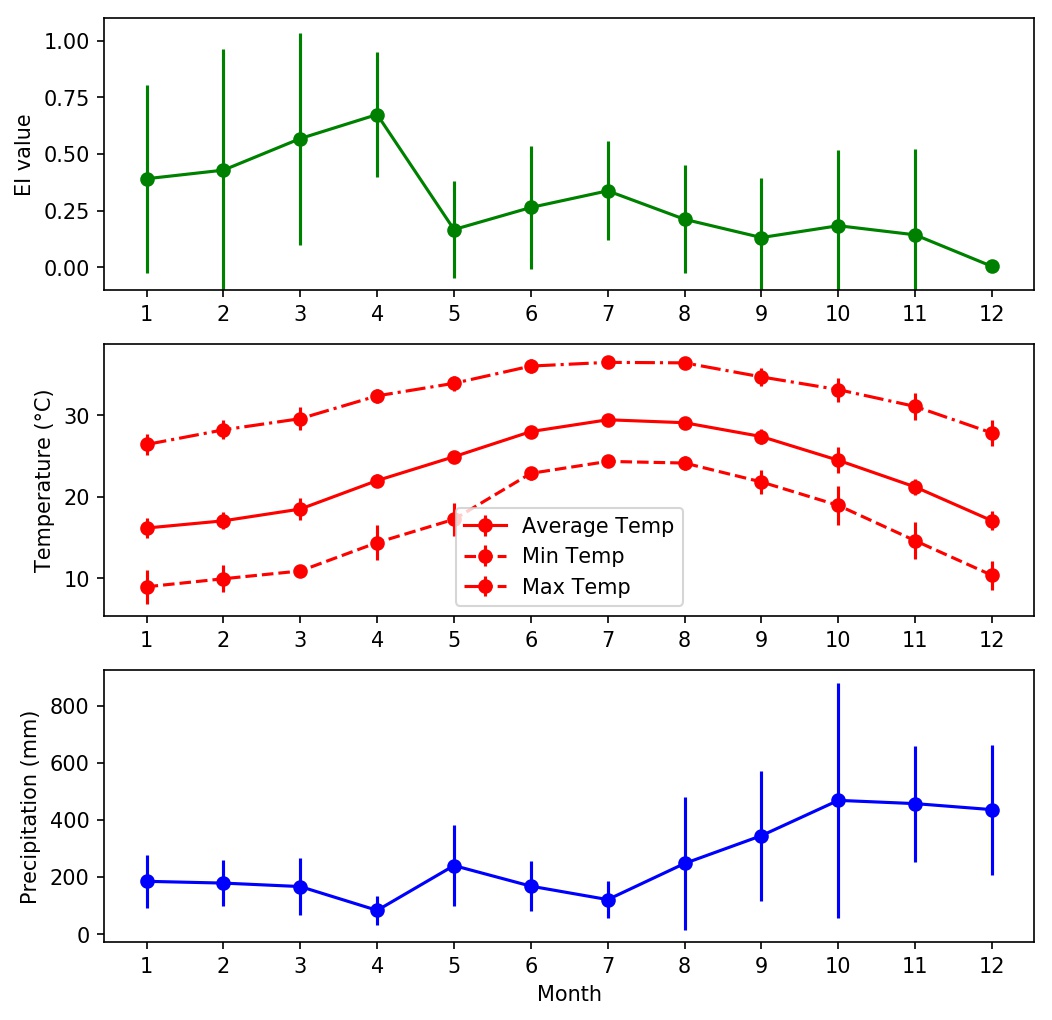 EI value
1.00
0.75
0.50
0.25
0.00
1 2 3 4 5 6 7 8 9 10 11 12
Temperature (°C)
30
20
10
Average Temp
Min Temp
Max Temp
1 2 3 4 5 6 7 8 9 10 11 12
Precipitation (mm)
800
600
400
200
0
1 2 3 4 5 6 7 8 9 10 11 12
Month